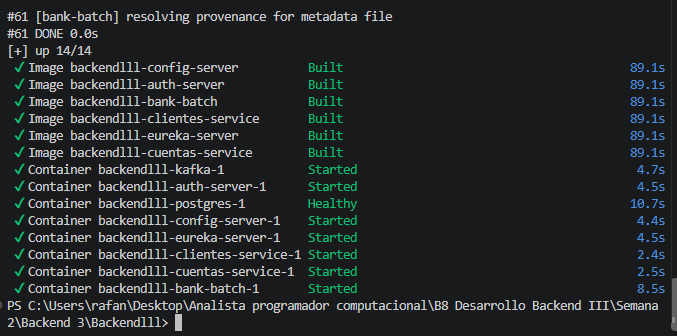 #61 [bank-batch] resolving provenance for metadata file
#61 DONE 0.0s
[+] up 14/14
✔ Image backendlll-config-server Built 89.1s
✔ Image backendlll-auth-server Built 89.1s
✔ Image backendlll-bank-batch Built 89.1s
✔ Image backendlll-clientes-service Built 89.1s
✔ Image backendlll-eureka-server Built 89.1s
✔ Image backendlll-cuentas-service Built 89.1s
✔ Container backendlll-kafka-1 Started 4.7s
✔ Container backendlll-auth-server-1 Started 4.5s
✔ Container backendlll-postgres-1 Healthy 10.7s
✔ Container backendlll-config-server-1 Started 4.4s
✔ Container backendlll-eureka-server-1 Started 4.5s
✔ Container backendlll-clientes-service-1 Started 2.4s
✔ Container backendlll-cuentas-service-1 Started 2.5s
✔ Container backendlll-bank-batch-1 Started 8.5s
PS C:\Users\rafan\Desktop\Analista programador computacional\B8 Desarrollo Backend III\Semana
2\Backend 3\Backendlll>